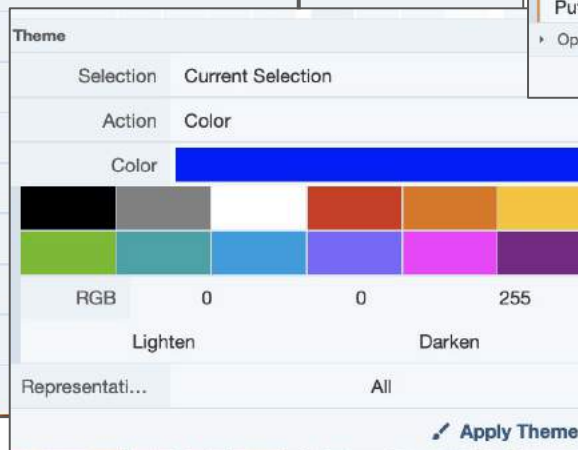 Pu
Op
Theme
Selection Current Selection
Action Color
Color
RGB 0 0 255
Lighten Darken
Representati...
All
Apply Theme